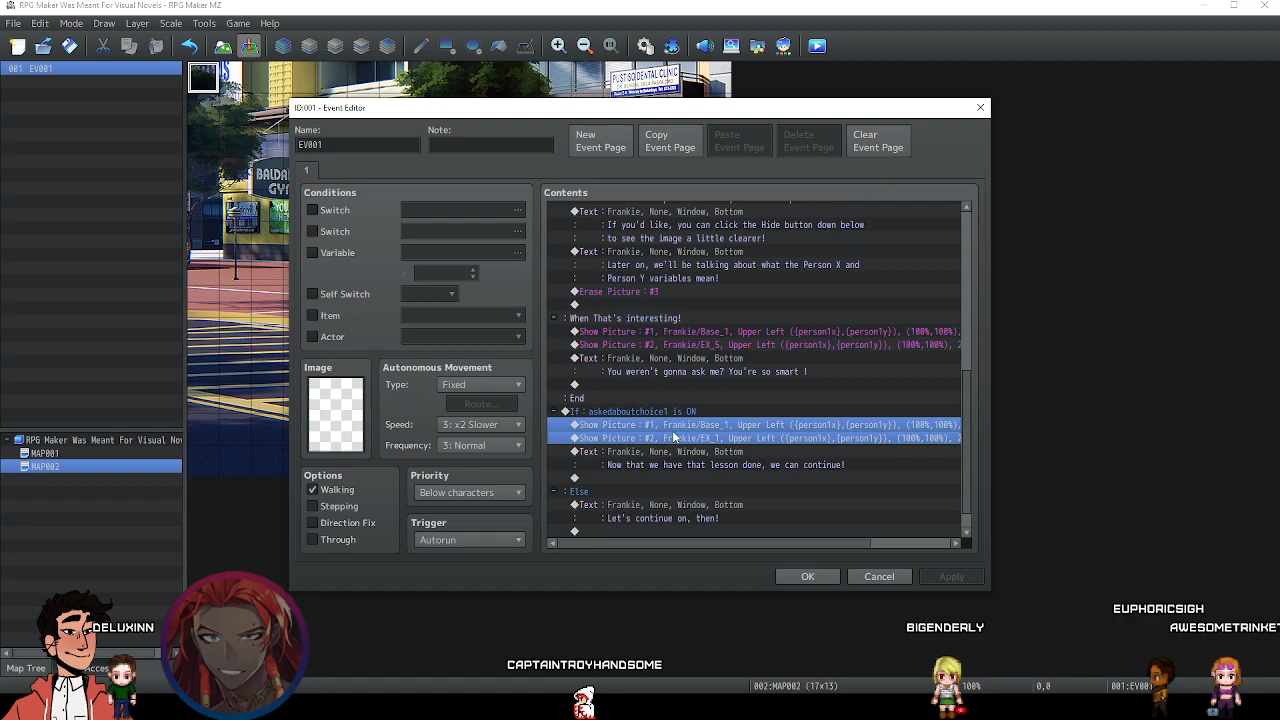 RPG Maker Was Meant For Visual Novels - RPG Maker MZ
File Edit Mode Draw Layer Scale Tools Game Help
001 EV001
PUSTISO DENTAL CLINIC
ID:001 - Event Editor
Name:
Note:
EV001
New Event Page
Copy Event Page
Paste Event Page
Delete Event Page
Clear Event Page
1
Conditions
Switch
Switch
Variable
≥
Self Switch
Item
Actor
Image
Autonomous Movement
Type: Fixed
Route...
Speed: 3: x2 Slower
Frequency: 3: Normal
Options
Walking
Stepping
Direction Fix
Through
Priority
Below characters
Trigger
Autorun
Contents
◆Text：Frankie, None, Window, Bottom
：If you'd like, you can click the Hide button down below
：to see the image a little clearer!
◆Text：Frankie, None, Window, Bottom
：Later on, we'll be talking about what the Person X and
：Person Y variables mean!
◆Erase Picture：#3
◆
：When That's interesting!
◆Show Picture：#1, Frankie/Base_1, Upper Left ({person1x},{person1y}), (100%,100%),
◆Show Picture：#2, Frankie/EX_5, Upper Left ({person1x},{person1y}), (100%,100%), 2
◆Text：Frankie, None, Window, Bottom
：You weren't gonna ask me? You're so smart !
◆
：End
◆If：askedaboutchoice1 is ON
◆Show Picture：#1, Frankie/Base_1, Upper Left ({person1x},{person1y}), (100%,100%),
◆Show Picture：#2, Frankie/EX_1, Upper Left ({person1x},{person1y}), (100%,100%), 2
◆Text：Frankie, None, Window, Bottom
：Now that we have that lesson done, we can continue!
◆
：Else
◆Text：Frankie, None, Window, Bottom
：Let's continue on, then!
◆
OK
Cancel
Apply
RPG Maker Was Meant For Visual Nov
MAP001
MAP002
Map Tree
DELUXINN
CAPTAINTROYHANDSOME
BIGENDERLY
EUPHORICSIGH
AWESOMETRINKET
002:MAP002 (17x13)
100%
0,0